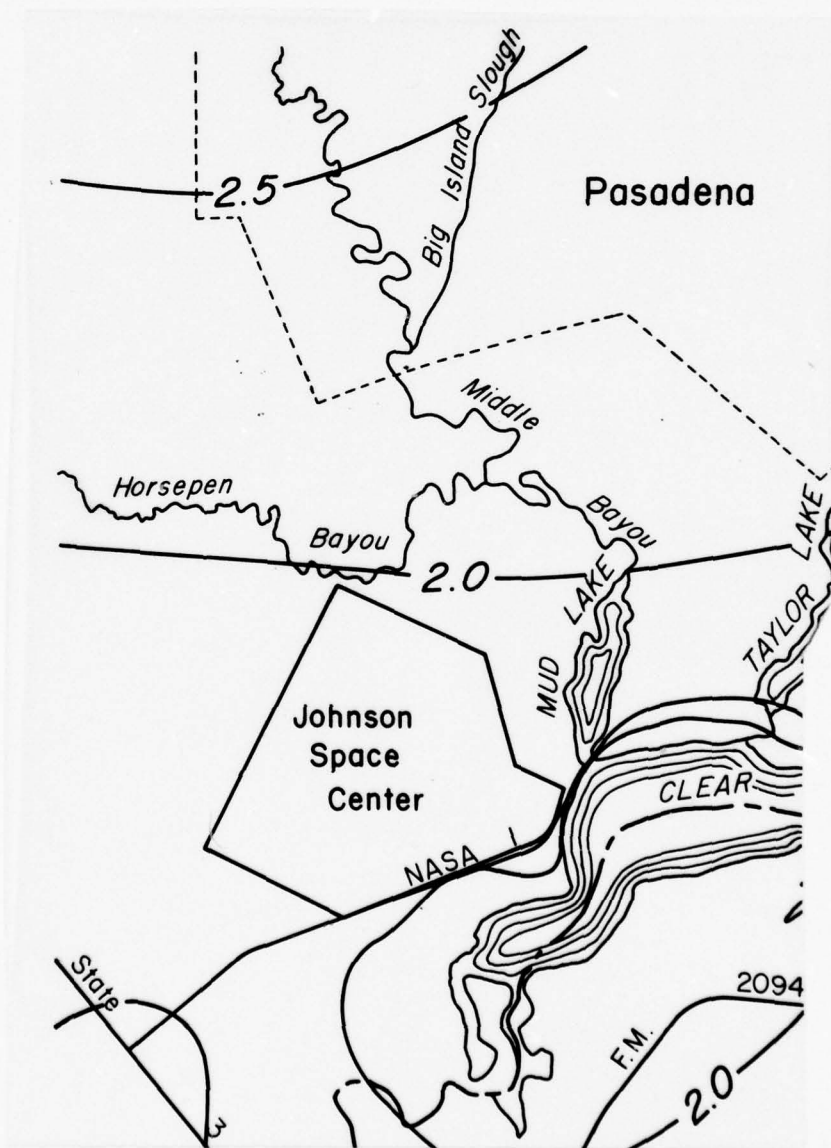 Big Island Slough
2.5
Pasadena
Middle
Bayou
Horsepen
Bayou
2.0
MUD LAKE
TAYLOR LAKE
Johnson
Space
Center
CLEAR
NASA 1
State
3
F.M.
2094
2.0